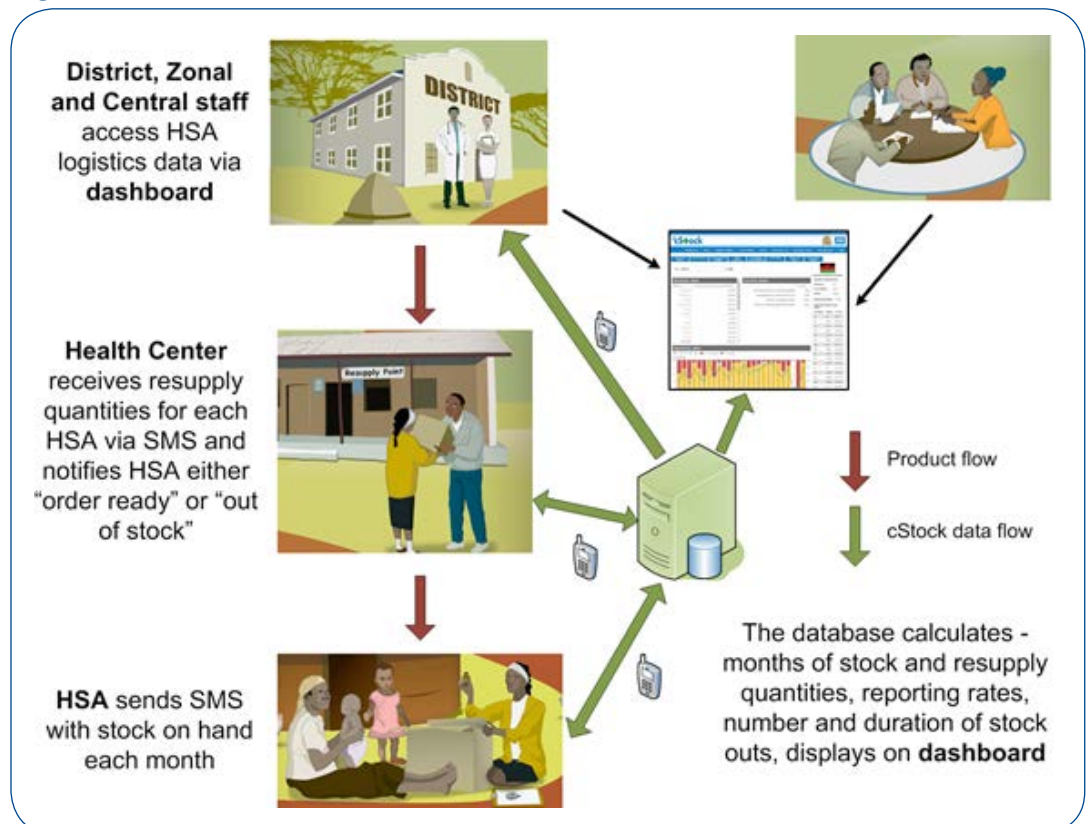 District, Zonal
and Central staff
access HSA
logistics data via
dashboard
DISTRICT
cStock
Health Center
receives resupply
quantities for each
HSA via SMS and
notifies HSA either
“order ready” or “out
of stock”
Resupply Point
Product flow
cStock data flow
HSA sends SMS
with stock on hand
each month
The database calculates -
months of stock and resupply
quantities, reporting rates,
number and duration of stock
outs, displays on dashboard